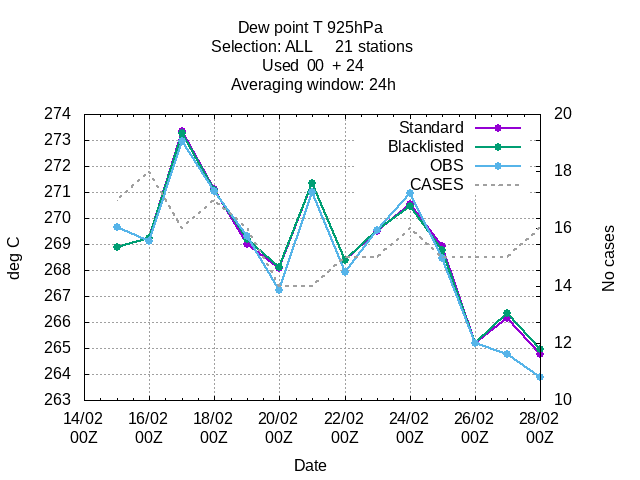 Dew point T 925hPa
Selection: ALL 21 stations
Used 00 + 24
Averaging window: 24h
Standard
Blacklisted
OBS
CASES
274
273
272
271
270
269
268
267
266
265
264
263
deg C
20
18
16
14
12
10
No cases
14/02 16/02 18/02 20/02 22/02 24/02 26/02 28/02
00Z 00Z 00Z 00Z 00Z 00Z 00Z 00Z
Date